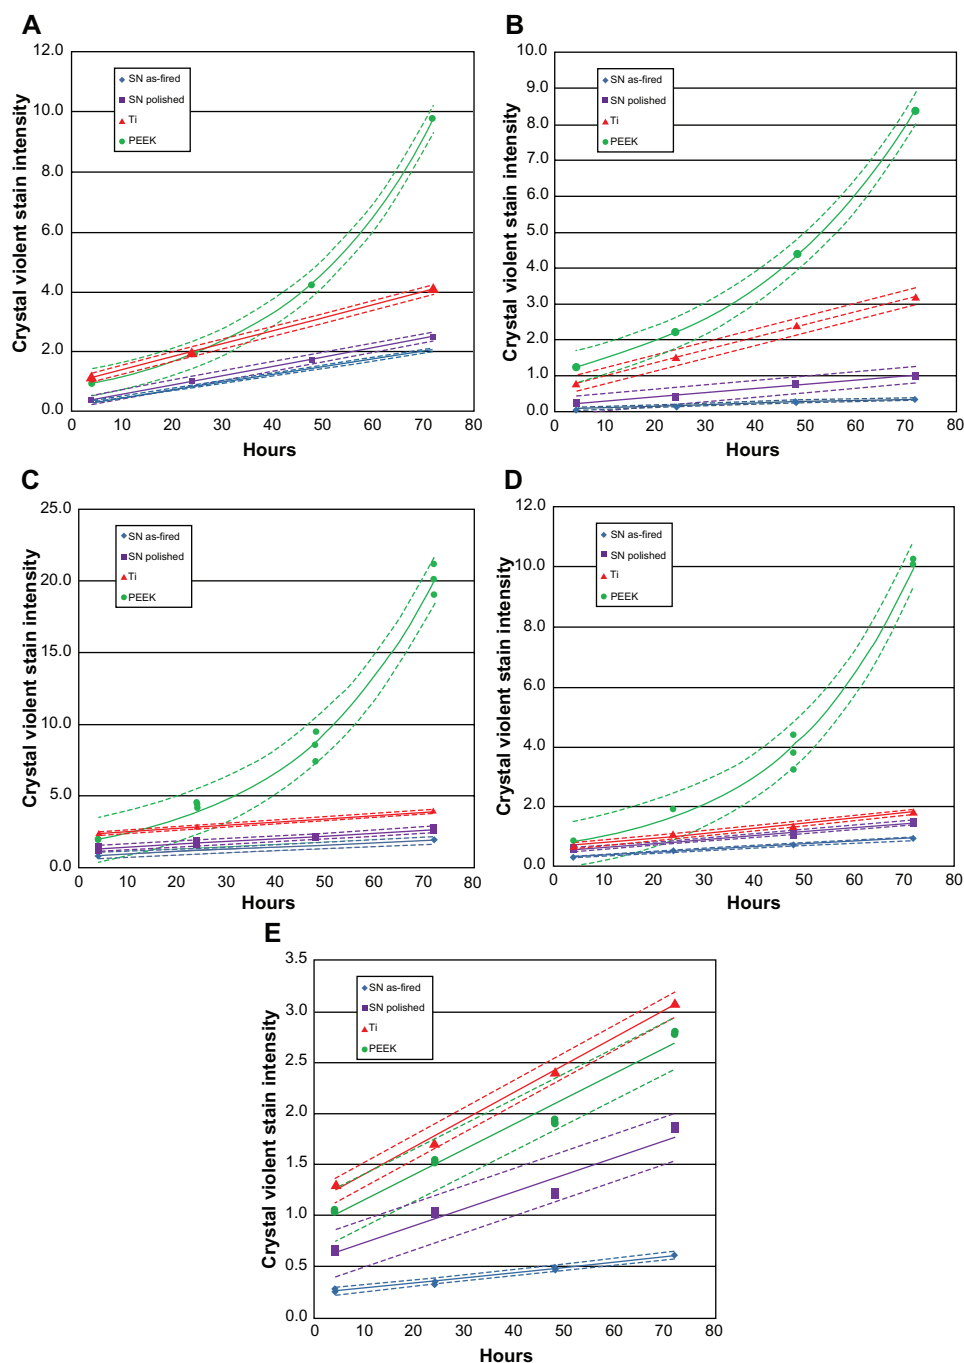 A
Crystal violent stain intensity
12.0
10.0
8.0
6.0
4.0
2.0
0.0
SN as-fired
SN polished
Ti
PEEK
0 10 20 30 40 50 60 70 80
Hours
B
Crystal violent stain intensity
10.0
9.0
8.0
7.0
6.0
5.0
4.0
3.0
2.0
1.0
0.0
SN as-fired
SN polished
Ti
PEEK
0 10 20 30 40 50 60 70 80
Hours
C
Crystal violent stain intensity
25.0
20.0
15.0
10.0
5.0
0.0
SN as-fired
SN polished
Ti
PEEK
0 10 20 30 40 50 60 70 80
Hours
D
Crystal violent stain intensity
12.0
10.0
8.0
6.0
4.0
2.0
0.0
SN as-fired
SN polished
Ti
PEEK
0 10 20 30 40 50 60 70 80
Hours
E
Crystal violent stain intensity
3.5
3.0
2.5
2.0
1.5
1.0
0.5
0.0
SN as-fired
SN polished
Ti
PEEK
0 10 20 30 40 50 60 70 80
Hours